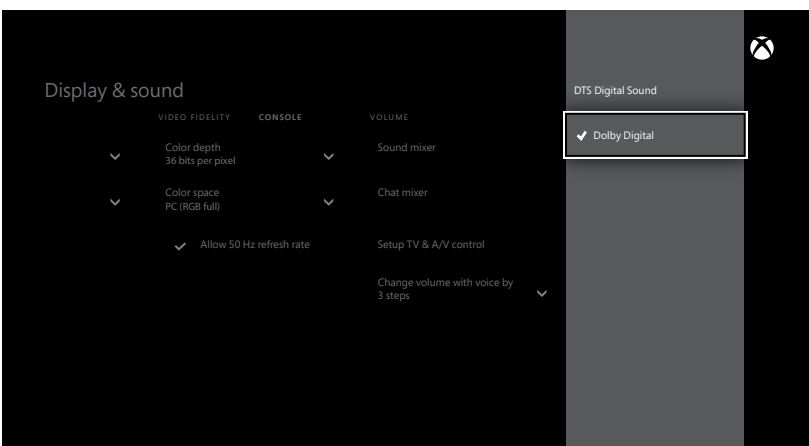 Display & sound
VIDEO FIDELITY
CONSOLE
VOLUME
Color depth
36 bits per pixel
Color space
PC (RGB full)
Allow 50 Hz refresh rate
Sound mixer
Chat mixer
Setup TV & A/V control
Change volume with voice by
3 steps
DTS Digital Sound
Dolby Digital